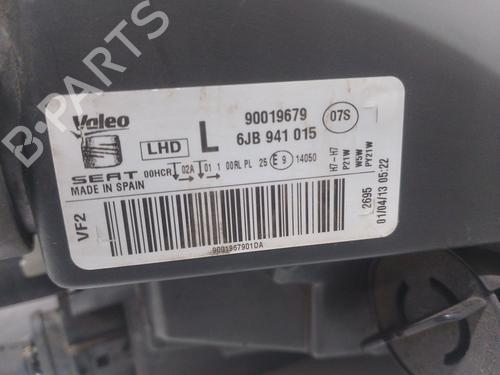 B-PARTS
Valeo
SEAT
MADE IN SPAIN
LHD
L
90019679
6JB 941 015
07S
00HCR 02A 01 1 00RL PL 25 E9 14050
H7-H7
P21W
W5W
PY21W
2695
01/04/13 05:22
VF2
9001967901DA